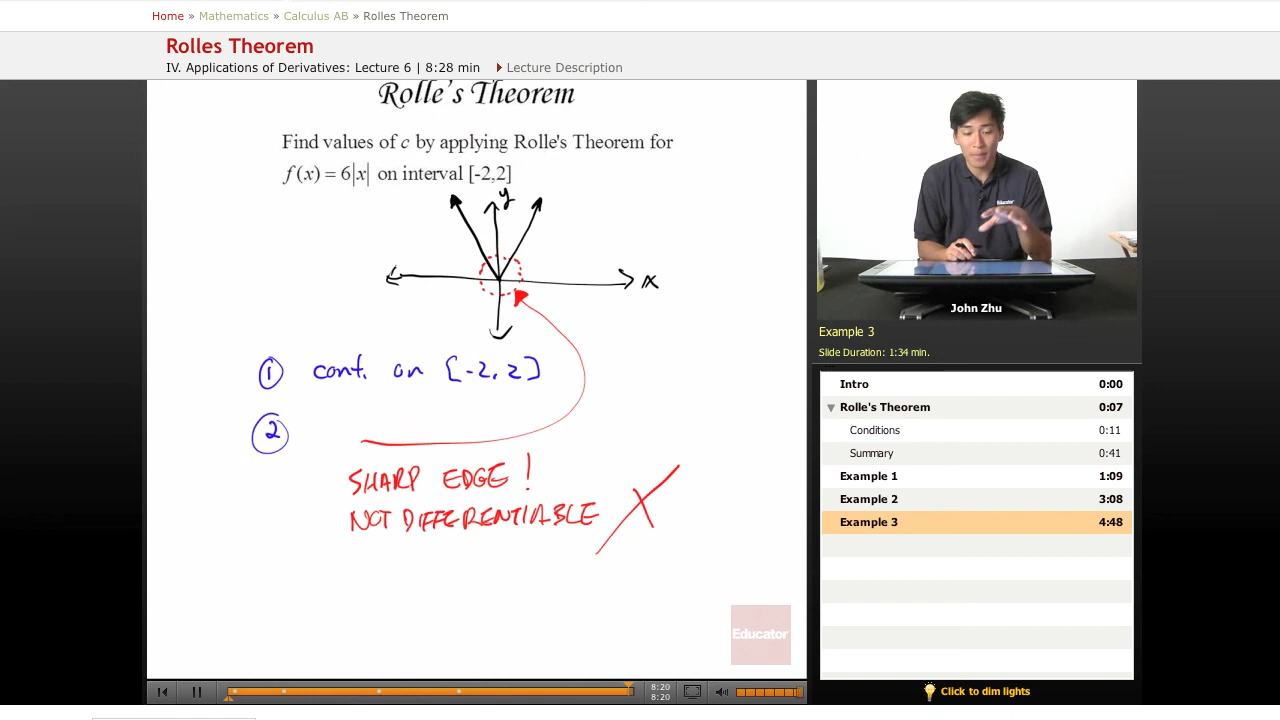 Home » Mathematics » Calculus AB » Rolles Theorem
Rolles Theorem
IV. Applications of Derivatives: Lecture 6 | 8:28 min Lecture Description
Rolle's Theorem
Find values of c by applying Rolle's Theorem for
f(x) = 6|x| on interval [-2,2]
y
x
① cont. on [-2, 2]
②
SHARP EDGE!
NOT DIFFERENTIABLE
Educator
8:20
8:20
Educator
John Zhu
Example 3
Slide Duration: 1:34 min.
Intro 0:00
Rolle's Theorem 0:07
Conditions 0:11
Summary 0:41
Example 1 1:09
Example 2 3:08
Example 3 4:48
Click to dim lights